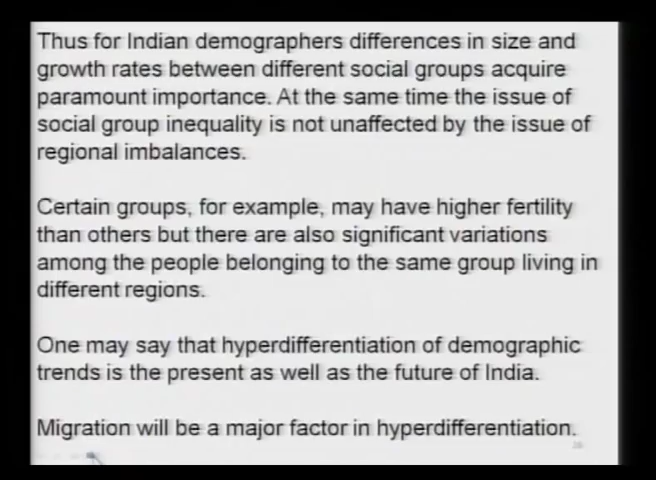 Thus for Indian demographers differences in size and
growth rates between different social groups acquire
paramount importance. At the same time the issue of
social group inequality is not unaffected by the issue of
regional imbalances.
Certain groups, for example, may have higher fertility
than others but there are also significant variations
among the people belonging to the same group living in
different regions.
One may say that hyperdifferentiation of demographic
trends is the present as well as the future of India.
Migration will be a major factor in hyperdifferentiation.